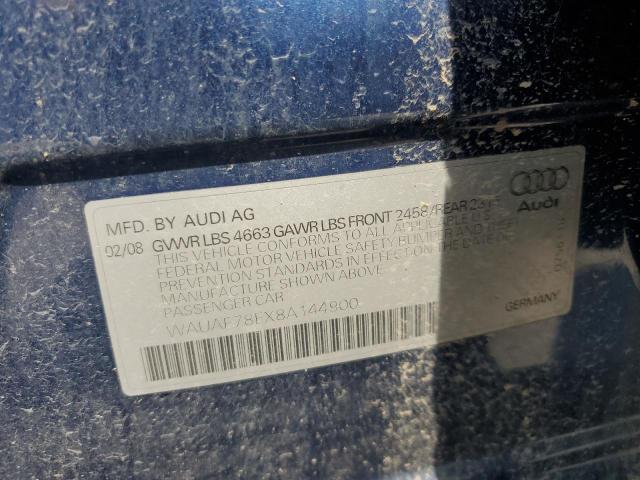 MFD. BY AUDI AG
Audi
02/08 GVWR LBS 4663 GAWR LBS FRONT 2458/REAR
THIS VEHICLE CONFORMS TO ALL APPLICABLE U.S.
FEDERAL MOTOR VEHICLE SAFETY BUMPER AND THEFT
PREVENTION STANDARDS IN EFFECT ON THE DATE OF
MANUFACTURE SHOWN ABOVE
PASSENGER CAR
GERMANY
WAUAF78EX8A144900